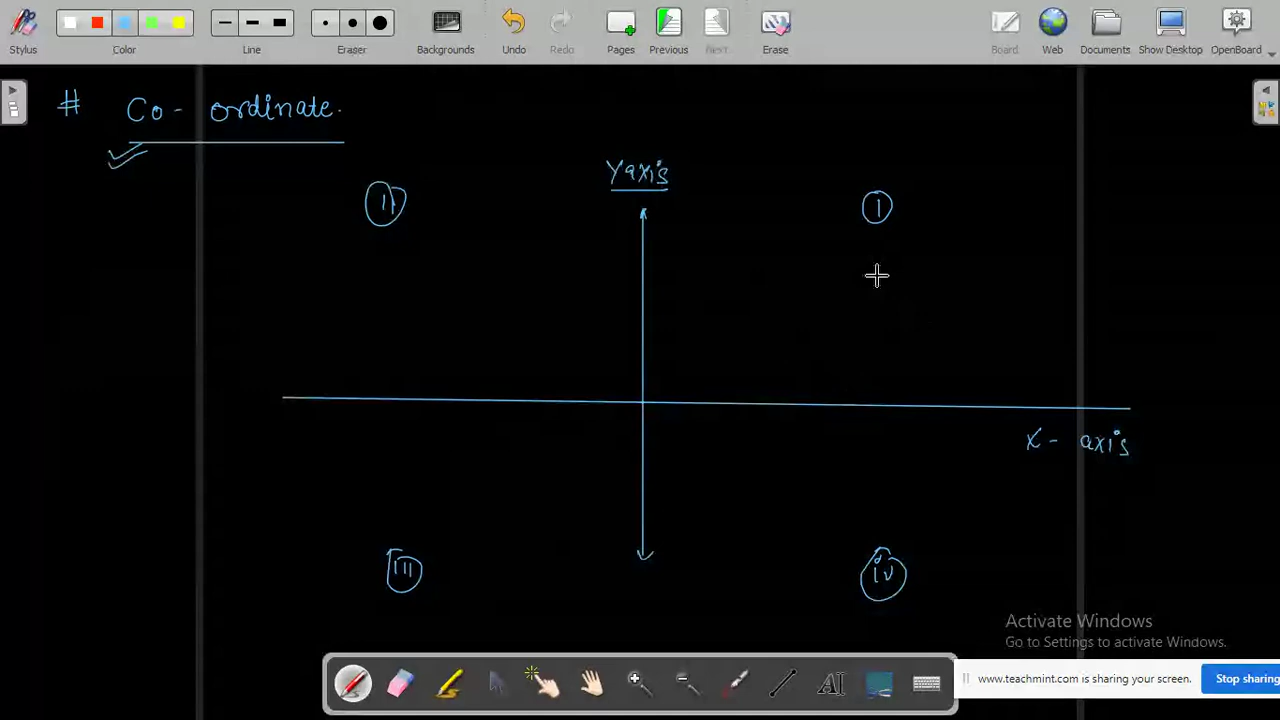 Stylus
Color
Line
Eraser
Backgrounds
Undo
Redo
Pages
Previous
Next
Erase
Board
Web
Documents
Show Desktop
OpenBoard
# Co-ordinate.
Yaxis
II
I
X-axis
III
iv
Activate Windows
Go to Settings to activate Windows.
AI
www.teachmint.com is sharing your screen.
Stop sharing